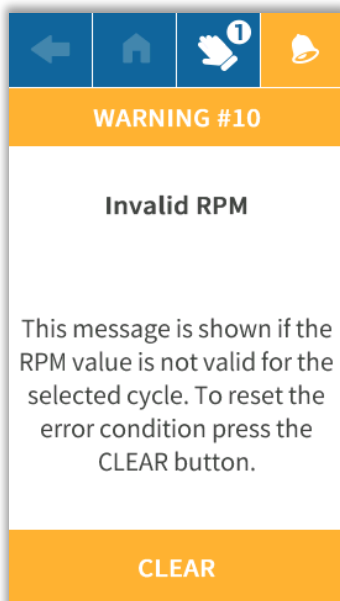 1
WARNING #10
Invalid RPM
This message is shown if the
RPM value is not valid for the
selected cycle. To reset the
error condition press the
CLEAR button.
CLEAR